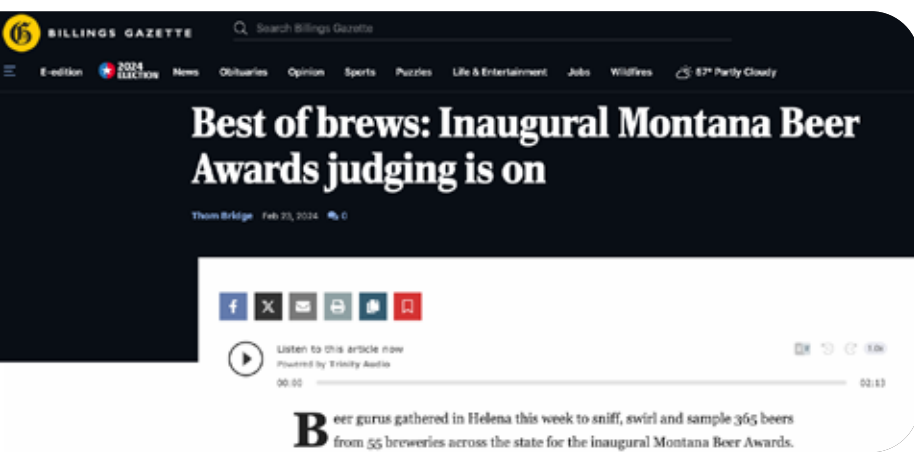 G BILLINGS GAZETTE Search Billings Gazette
E-edition 2024 ELECTION News Obituaries Opinion Sports Puzzles Life & Entertainment Jobs Wildfires 87° Partly Cloudy
Best of brews: Inaugural Montana Beer
Awards judging is on
Thom Bridge Feb 23, 2024 0
Listen to this article now
Powered by Trinity Audio
1.0x
00:00 02:13
Beer gurus gathered in Helena this week to sniff, swirl and sample 365 beers
from 55 breweries across the state for the inaugural Montana Beer Awards.